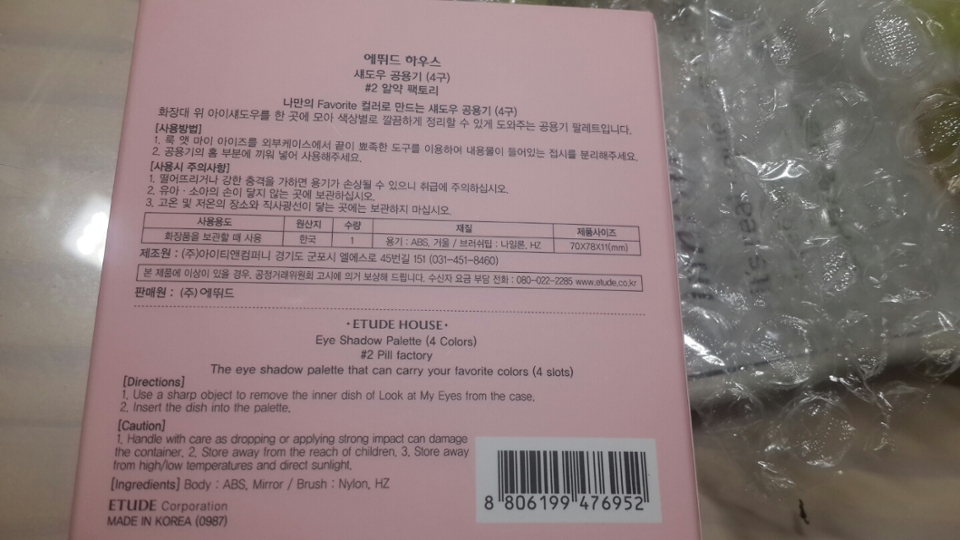 에뛰드 하우스
섀도우 공용기 (4구)
#2 알약 팩토리
나만의 Favorite 컬러로 만드는 섀도우 공용기 (4구)
화장대 위 아이섀도우를 한 곳에 모아 색상별로 깔끔하게 정리할 수 있게 도와주는 공용기 팔레트입니다.
[사용방법]
1. 룩 앳 마이 아이즈를 외부케이스에서 끝이 뾰족한 도구를 이용하여 내용물이 들어있는 접시를 분리해주세요.
2. 공용기의 홈 부분에 끼워 넣어 사용해주세요.
[사용시 주의사항]
1. 떨어뜨리거나 강한 충격을 가하면 용기가 손상될 수 있으니 취급에 주의하십시오.
2. 유아·소아의 손이 닿지 않는 곳에 보관하십시오.
3. 고온 및 저온의 장소와 직사광선이 닿는 곳에는 보관하지 마십시오.
사용용도 원산지 수량 재질 제품사이즈
화장품을 보관할 때 사용 한국 1 용기 : ABS, 거울 / 브러쉬팁 : 나일론, HZ 70X78X11(mm)
제조원 : (주)아이티앤컴퍼니 경기도 군포시 엘에스로 45번길 151 (031-451-8460)
본 제품에 이상이 있을 경우, 공정거래위원회 고시에 의거 보상해 드립니다. 수신자 요금 부담 전화 : 080-022-2285 www.etude.co.kr
판매원 : (주)에뛰드
·ETUDE HOUSE·
Eye Shadow Palette (4 Colors)
#2 Pill factory
The eye shadow palette that can carry your favorite colors (4 slots)
[Directions]
1. Use a sharp object to remove the inner dish of Look at My Eyes from the case.
2. Insert the dish into the palette.
[Caution]
1. Handle with care as dropping or applying strong impact can damage
the container. 2. Store away from the reach of children. 3. Store away
from high/low temperatures and direct sunlight.
[Ingredients] Body : ABS, Mirror / Brush : Nylon, HZ
ETUDE Corporation
MADE IN KOREA (0987)
8 806199 476952